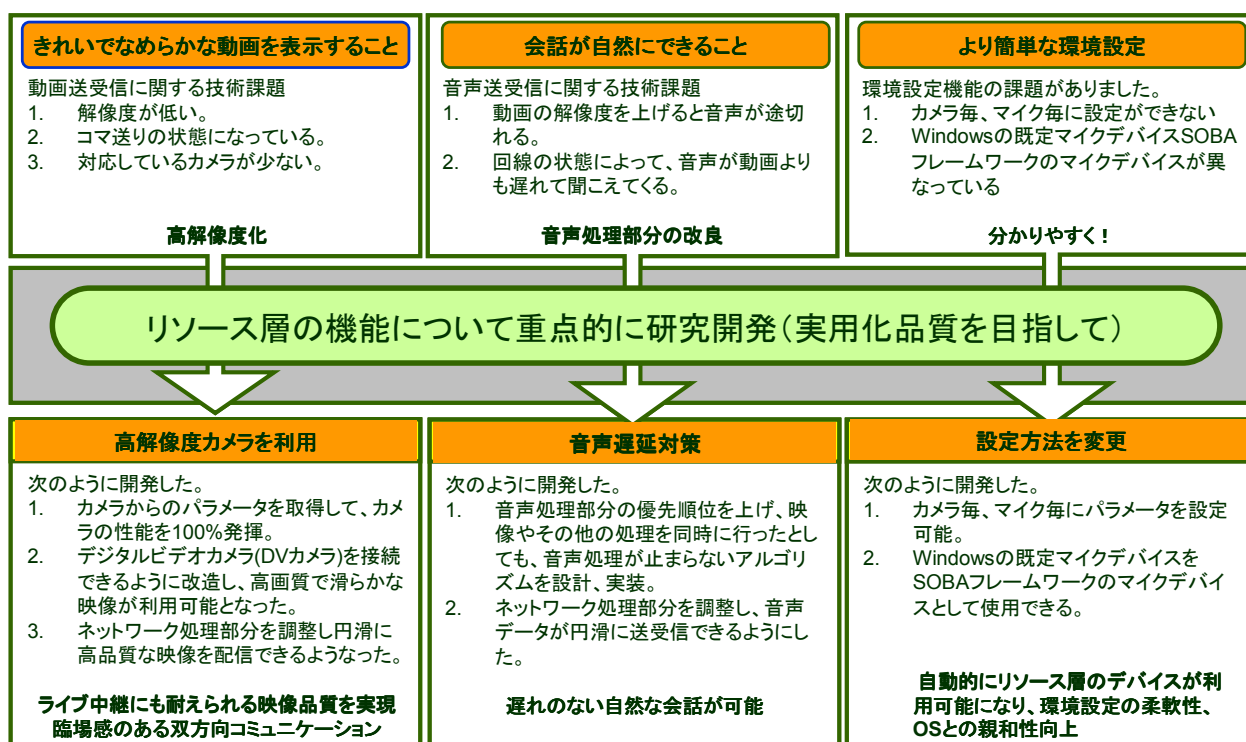 きれいでなめらかな動画を表示すること
動画送受信に関する技術課題
1. 解像度が低い。
2. コマ送りの状態になっている。
3. 対応しているカメラが少ない。
高解像度化
会話が自然にできること
音声送受信に関する技術課題
1. 動画の解像度を上げると音声が途切
れる。
2. 回線の状態によって、音声が動画より
も遅れて聞こえてくる。
音声処理部分の改良
より簡単な環境設定
環境設定機能の課題がありました。
1. カメラ毎、マイク毎に設定ができない
2. Windowsの既定マイクデバイスSOBA
フレームワークのマイクデバイスが異
なっている
分かりやすく！
リソース層の機能について重点的に研究開発（実用化品質を目指して）
高解像度カメラを利用
次のように開発した。
1. カメラからのパラメータを取得して、カメ
ラの性能を100%発揮。
2. デジタルビデオカメラ(DVカメラ)を接続
できるように改造し、高画質で滑らかな
映像が利用可能となった。
3. ネットワーク処理部分を調整し円滑に
高品質な映像を配信できるようなった。
ライブ中継にも耐えられる映像品質を実現
臨場感のある双方向コミュニケーション
音声遅延対策
次のように開発した。
1. 音声処理部分の優先順位を上げ、映
像やその他の処理を同時に行ったとし
ても、音声処理が止まらないアルゴリ
ズムを設計、実装。
2. ネットワーク処理部分を調整し、音声
データが円滑に送受信できるようにし
た。
遅れのない自然な会話が可能
設定方法を変更
次のように開発した。
1. カメラ毎、マイク毎にパラメータを設定
可能。
2. Windowsの既定マイクデバイスを
SOBAフレームワークのマイクデバイ
スとして使用できる。
自動的にリソース層のデバイスが利
用可能になり、環境設定の柔軟性、
OSとの親和性向上